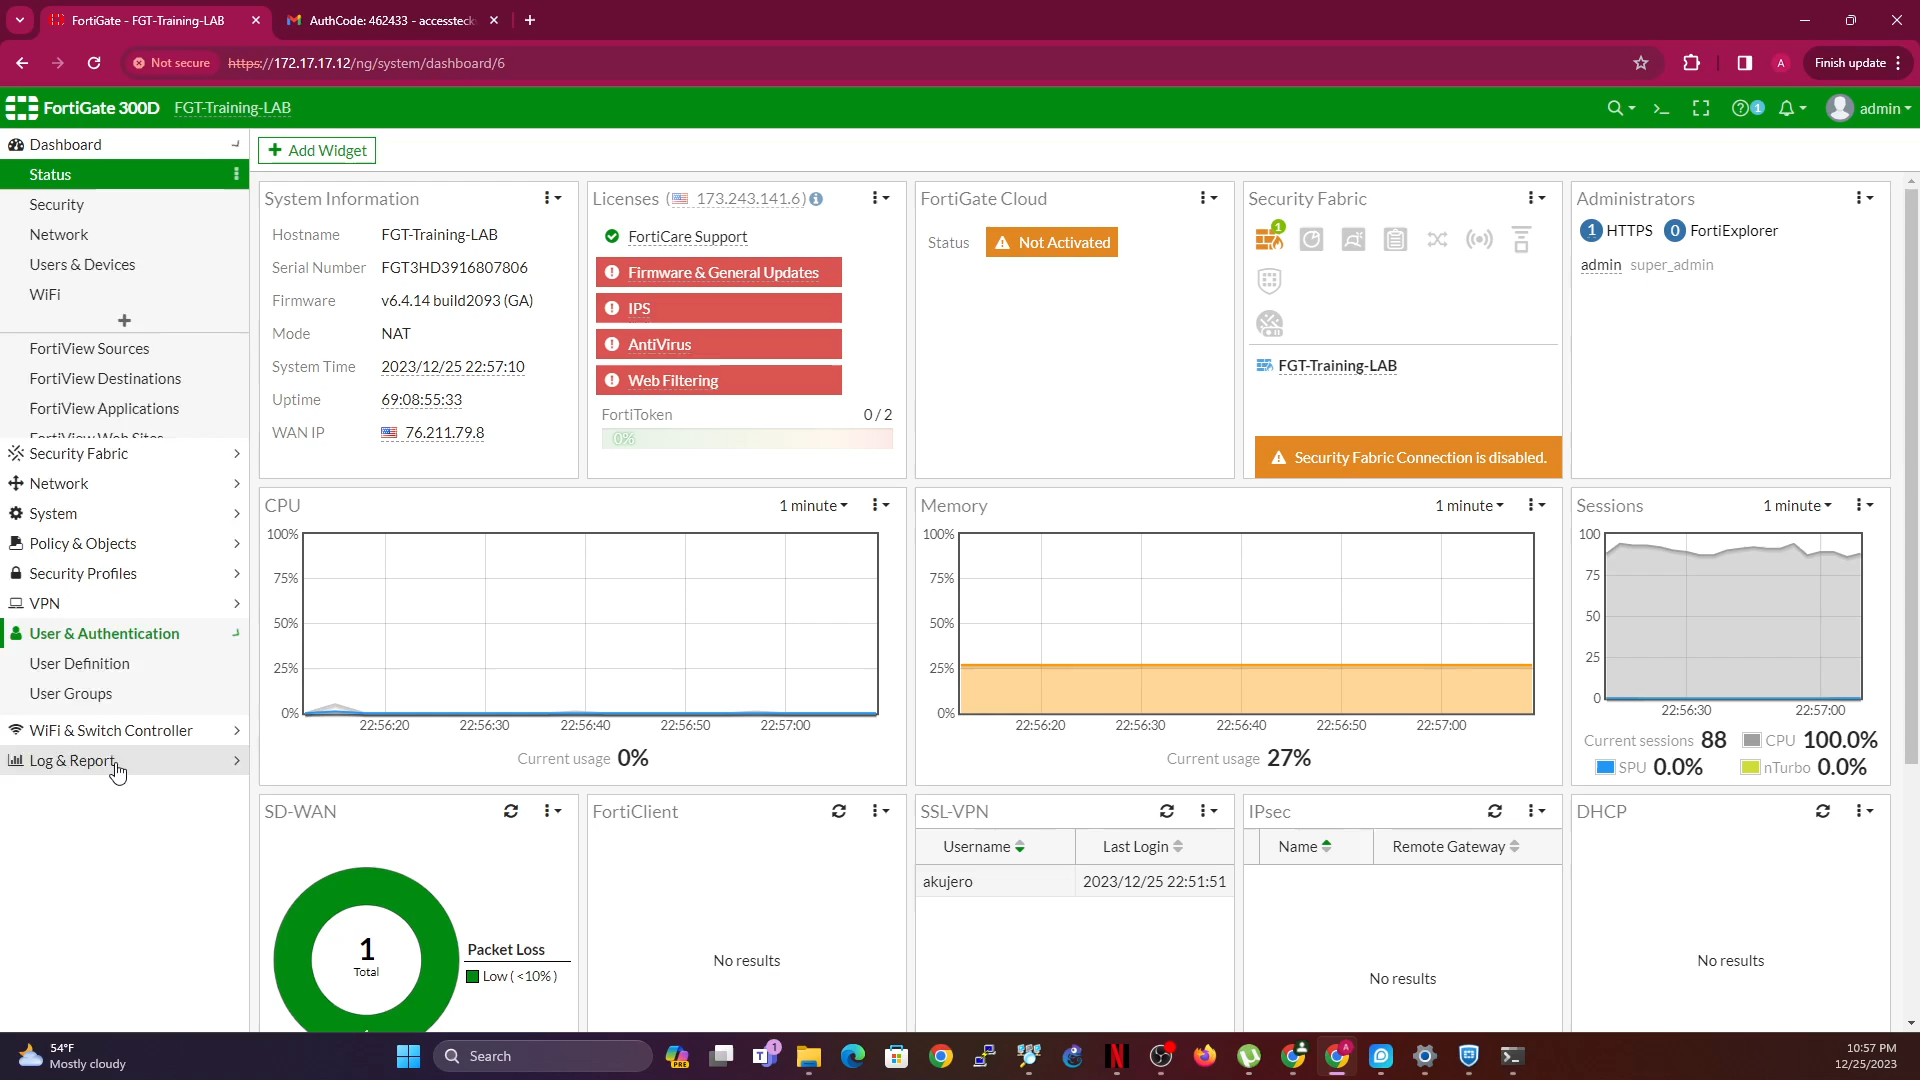 FortiGate - FGT-Training-LAB
AuthCode: 462433 - accessteck
Not secure
https://172.17.17.12/ng/system/dashboard/6
A
Finish update
FortiGate 300D
FGT-Training-LAB
1
admin
Dashboard
Status
Security
Network
Users & Devices
WiFi
FortiView Sources
FortiView Destinations
FortiView Applications
FortiView Web Sites
Security Fabric
Network
System
Policy & Objects
Security Profiles
VPN
User & Authentication
User Definition
User Groups
WiFi & Switch Controller
Log & Report
Add Widget
System Information
Hostname FGT-Training-LAB
Serial Number FGT3HD3916807806
Firmware v6.4.14 build2093 (GA)
Mode NAT
System Time 2023/12/25 22:57:10
Uptime 69:08:55:33
WAN IP 76.211.79.8
Licenses (173.243.141.6)
FortiCare Support
Firmware & General Updates
IPS
AntiVirus
Web Filtering
FortiToken 0 / 2
0%
FortiGate Cloud
Status Not Activated
Security Fabric
1
FGT-Training-LAB
Security Fabric Connection is disabled.
Administrators
1 HTTPS 0 FortiExplorer
admin super_admin
CPU 1 minute
100%
75%
50%
25%
0%
22:56:20 22:56:30 22:56:40 22:56:50 22:57:00
Current usage 0%
Memory 1 minute
100%
75%
50%
25%
0%
22:56:20 22:56:30 22:56:40 22:56:50 22:57:00
Current usage 27%
Sessions 1 minute
100
75
50
25
0
22:56:30 22:57:00
Current sessions 88 CPU 100.0%
SPU 0.0% nTurbo 0.0%
SD-WAN
1
Total
Packet Loss
Low ( <10% )
FortiClient
No results
SSL-VPN
Username Last Login
akujero 2023/12/25 22:51:51
IPsec
Name Remote Gateway
No results
DHCP
No results
54°F
Mostly cloudy
Search
PRE
1
A
10:57 PM
12/25/2023